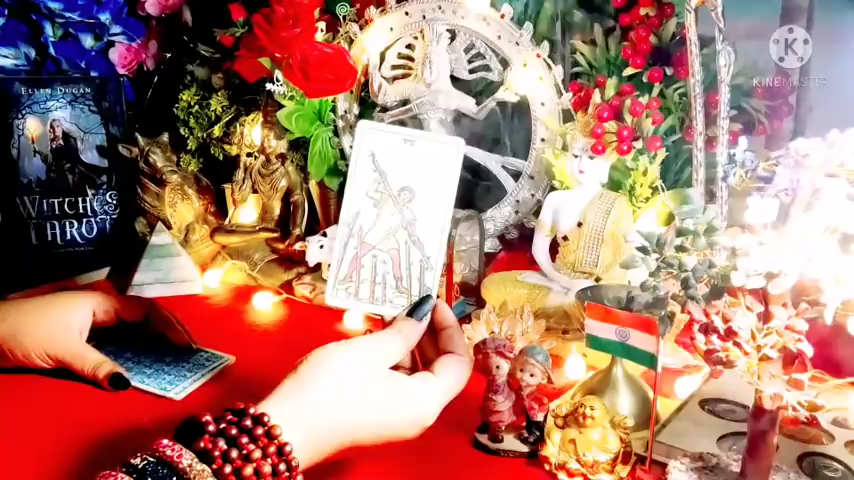 ELLEN DUGAN
WITCHES
TAROT
K
KINEMASTER